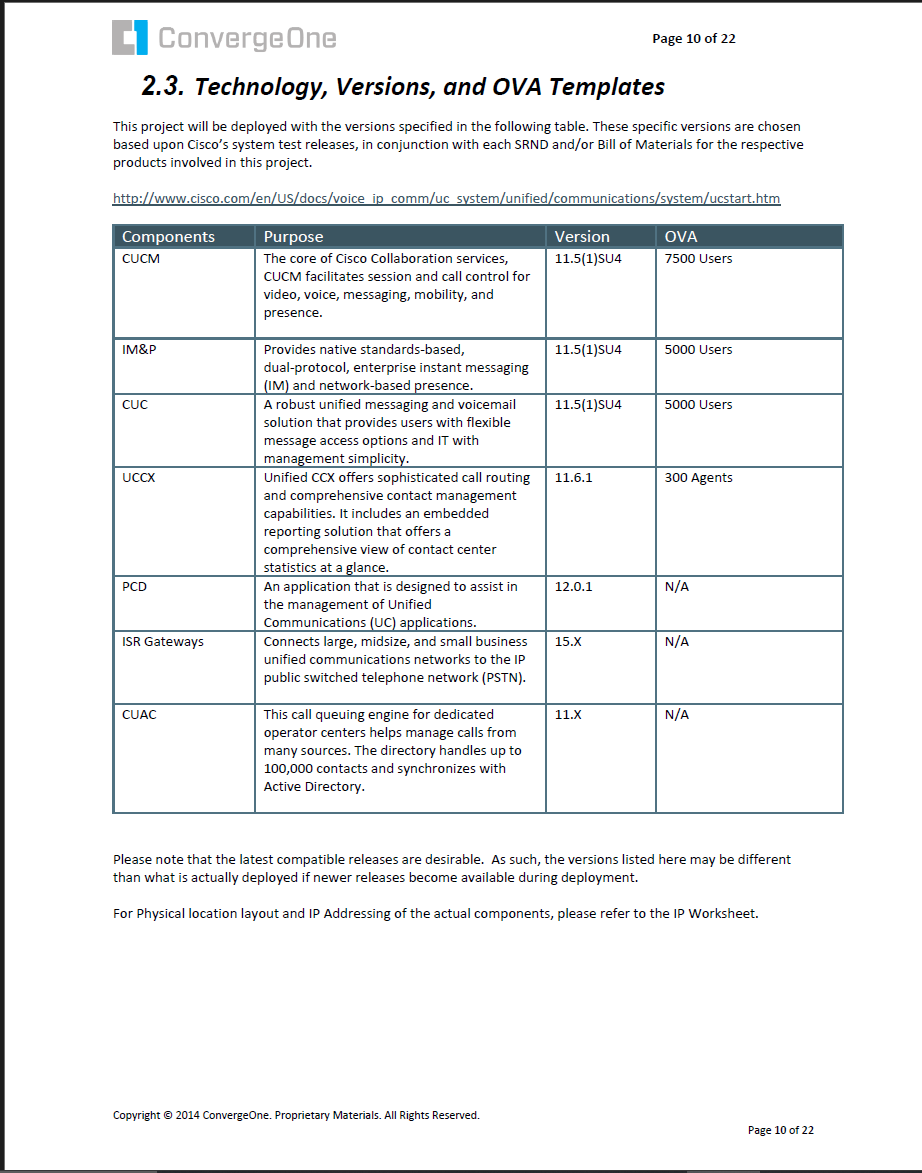 ConvergeOne
Page 10 of 22
2.3. Technology, Versions, and OVA Templates
This project will be deployed with the versions specified in the following table. These specific versions are chosen
based upon Cisco's system test releases, in conjunction with each SRND and/or Bill of Materials for the respective
products involved in this project.
http://www.cisco.com/en/US/docs/voice_ip_comm/uc_system/unified/communications/system/ucstart.htm
Components Purpose Version OVA
CUCM The core of Cisco Collaboration services, 11.5(1)SU4 7500 Users
CUCM facilitates session and call control for
video, voice, messaging, mobility, and
presence.
IM&P Provides native standards-based, 11.5(1)SU4 5000 Users
dual-protocol, enterprise instant messaging
(IM) and network-based presence.
CUC A robust unified messaging and voicemail 11.5(1)SU4 5000 Users
solution that provides users with flexible
message access options and IT with
management simplicity.
UCCX Unified CCX offers sophisticated call routing 11.6.1 300 Agents
and comprehensive contact management
capabilities. It includes an embedded
reporting solution that offers a
comprehensive view of contact center
statistics at a glance.
PCD An application that is designed to assist in 12.0.1 N/A
the management of Unified
Communications (UC) applications.
ISR Gateways Connects large, midsize, and small business 15.X N/A
unified communications networks to the IP
public switched telephone network (PSTN).
CUAC This call queuing engine for dedicated 11.X N/A
operator centers helps manage calls from
many sources. The directory handles up to
100,000 contacts and synchronizes with
Active Directory.
Please note that the latest compatible releases are desirable. As such, the versions listed here may be different
than what is actually deployed if newer releases become available during deployment.
For Physical location layout and IP Addressing of the actual components, please refer to the IP Worksheet.
Copyright © 2014 ConvergeOne. Proprietary Materials. All Rights Reserved.
Page 10 of 22